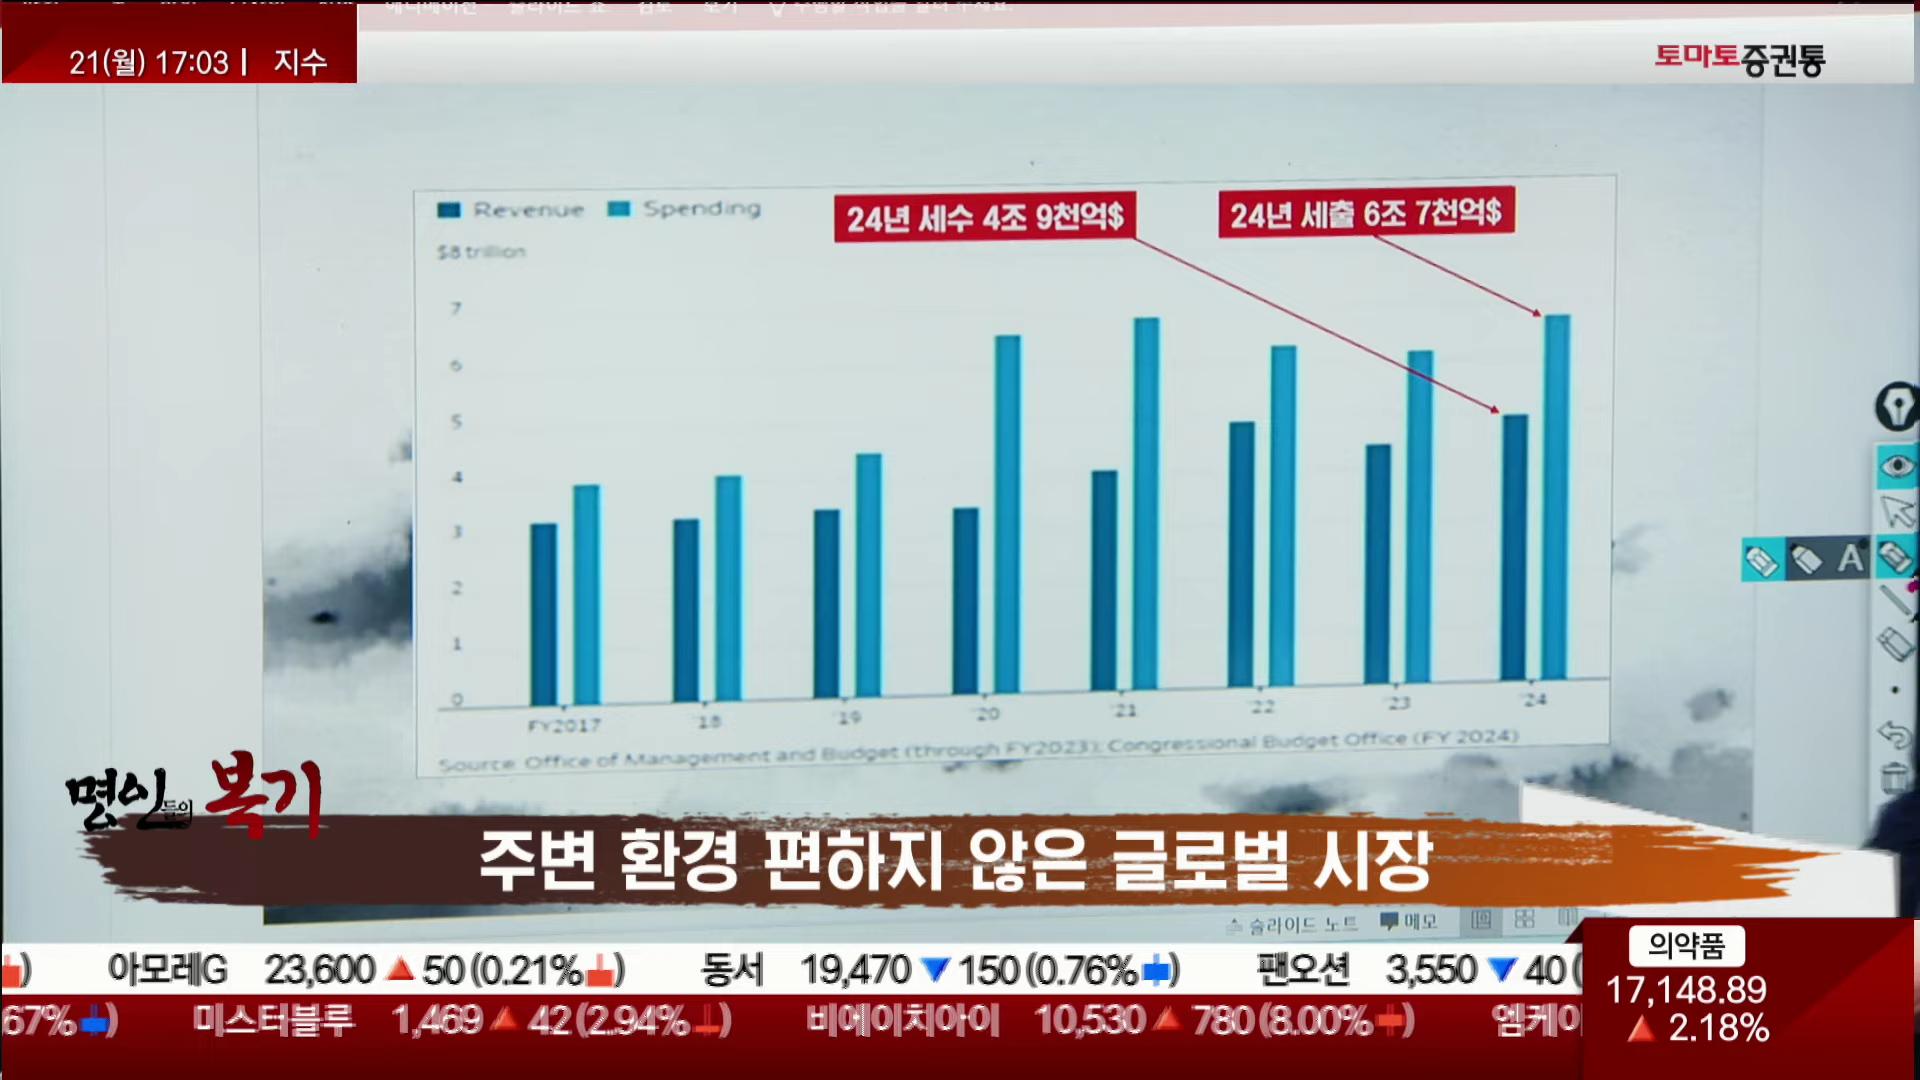 21(월) 17:03 | 지수
토마토증권통
Revenue Spending
24년 세수 4조 9천억$
24년 세출 6조 7천억$
$8 trillion
7
6
5
4
3
2
1
0
FY2017 '18 '19 '20 '21 '22 '23 '24
Source: Office of Management and Budget (through FY2023); Congressional Budget Office (FY 2024)
명인들의 복기
주변 환경 편하지 않은 글로벌 시장
슬라이드 노트 메모
A
) 아모레G 23,600 ▲ 50 (0.21% ) 동서 19,470 ▼ 150 (0.76% ) 팬오션 3,550 ▼ 40 (
67% ) 미스터블루 1,469 ▲ 42 (2.94% ) 비에이치아이 10,530 ▲ 780 (8.00% ) 엠케이
의약품
17,148.89
▲ 2.18%